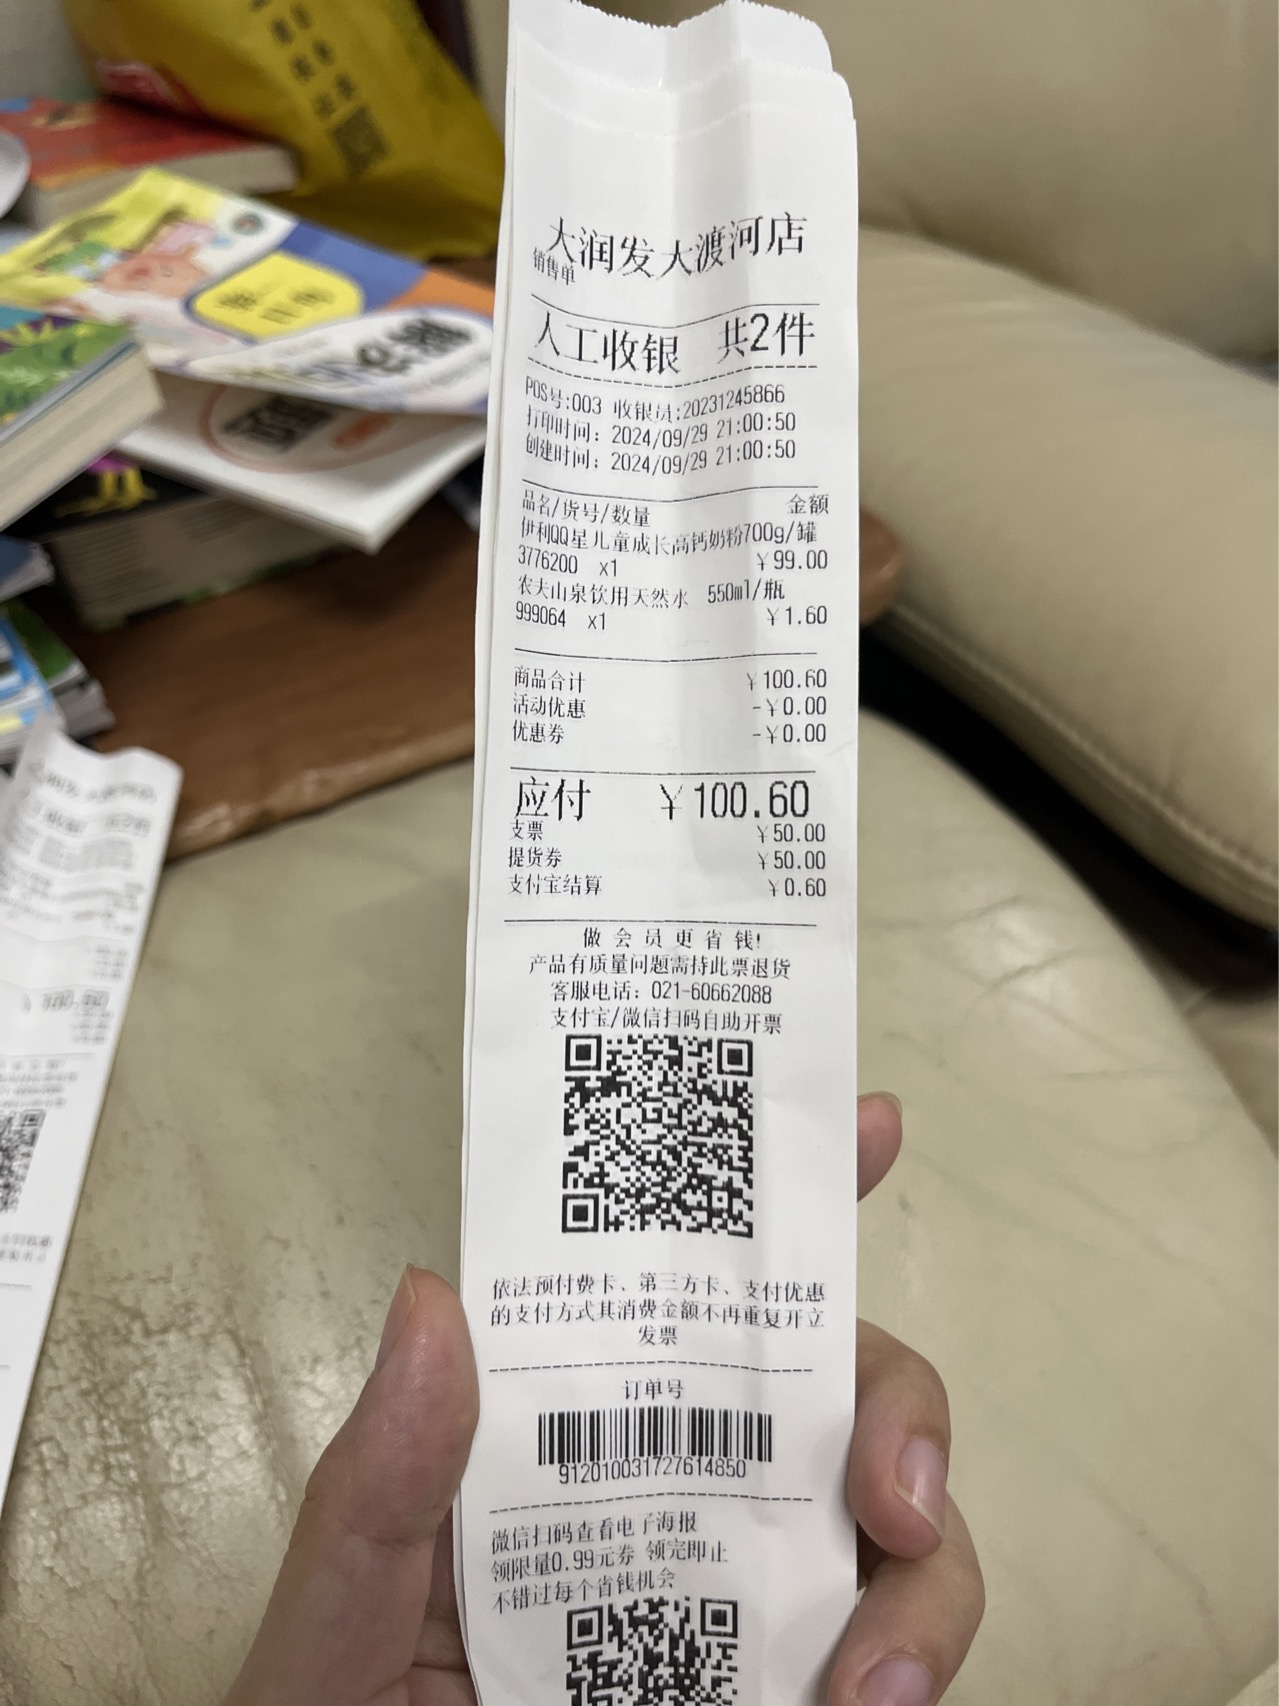 大润发大渡河店
销售单
人工收银 共2件
POS号:003 收银员:20231245866
打印时间：2024/09/29 21:00:50
创建时间：2024/09/29 21:00:50
品名/货号/数量 金额
伊利QQ星儿童成长高钙奶粉700g/罐
3776200 x1 ￥99.00
农夫山泉饮用天然水 550ml/瓶
999064 x1 ￥1.60
商品合计 ￥100.60
活动优惠 -￥0.00
优惠券 -￥0.00
应付 ￥100.60
支票 ￥50.00
提货券 ￥50.00
支付宝结算 ￥0.60
做会员更省钱!
产品有质量问题需持此票退货
客服电话：021-60662088
支付宝/微信扫码自助开票
依法预付费卡、第三方卡、支付优惠
的支付方式其消费金额不再重复开立
发票
订单号
912010031727614850
微信扫码查看电子海报
领限量0.99元券 领完即止
不错过每个省钱机会
￥100.60